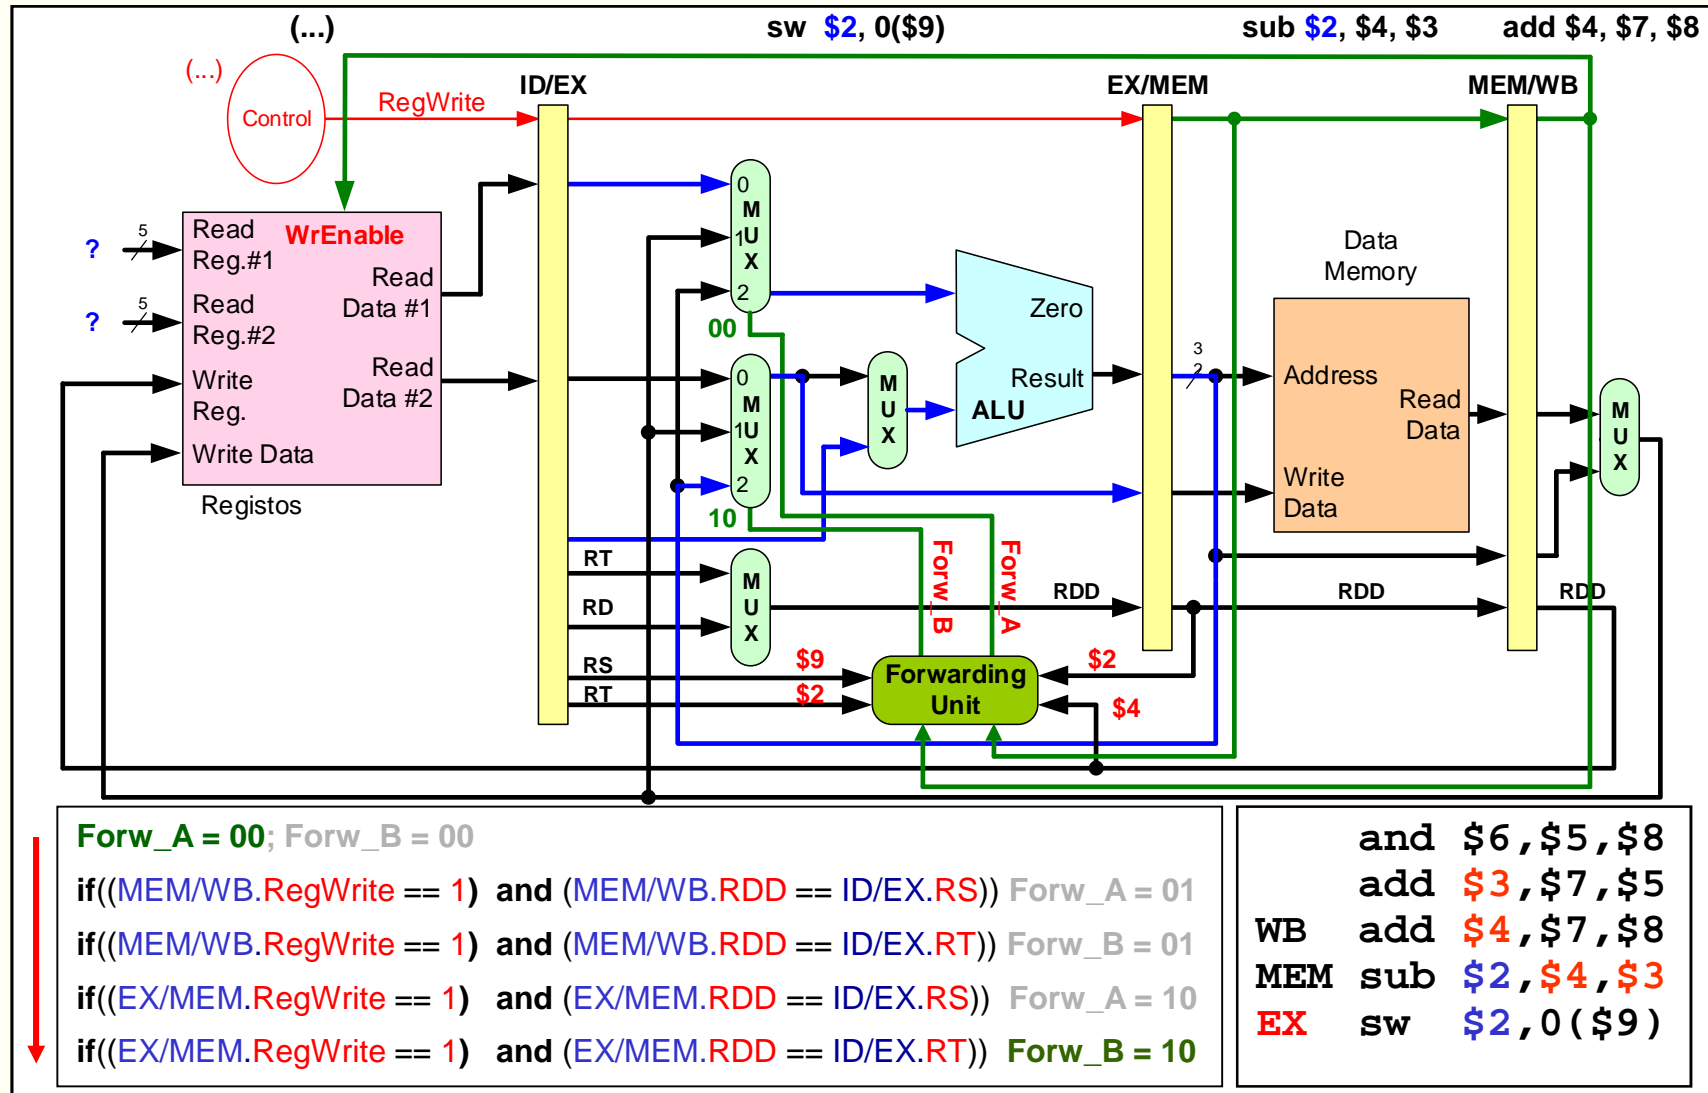 (...)
sw $2, 0($9)
sub $2, $4, $3
add $4, $7, $8
(...)
Control
RegWrite
ID/EX
EX/MEM
MEM/WB
Read Reg.#1
WrEnable
Read Data #1
Read Reg.#2
Read Data #2
Write Reg.
Write Data
Registos
?
5
?
5
0
M
1U
X
2
00
0
M
1U
X
2
10
M
U
X
Zero
Result
ALU
3
2
Data
Memory
Address
Read
Data
Write
Data
M
U
X
RT
RD
M
U
X
RDD
RDD
RDD
Forw_B
Forw_A
RS
$9
RT
$2
Forwarding
Unit
$2
$4
Forw_A = 00; Forw_B = 00
if((MEM/WB.RegWrite == 1) and (MEM/WB.RDD == ID/EX.RS)) Forw_A = 01
if((MEM/WB.RegWrite == 1) and (MEM/WB.RDD == ID/EX.RT)) Forw_B = 01
if((EX/MEM.RegWrite == 1) and (EX/MEM.RDD == ID/EX.RS)) Forw_A = 10
if((EX/MEM.RegWrite == 1) and (EX/MEM.RDD == ID/EX.RT)) Forw_B = 10
and $6,$5,$8
add $3,$7,$5
WB add $4,$7,$8
MEM sub $2,$4,$3
EX sw $2,0($9)